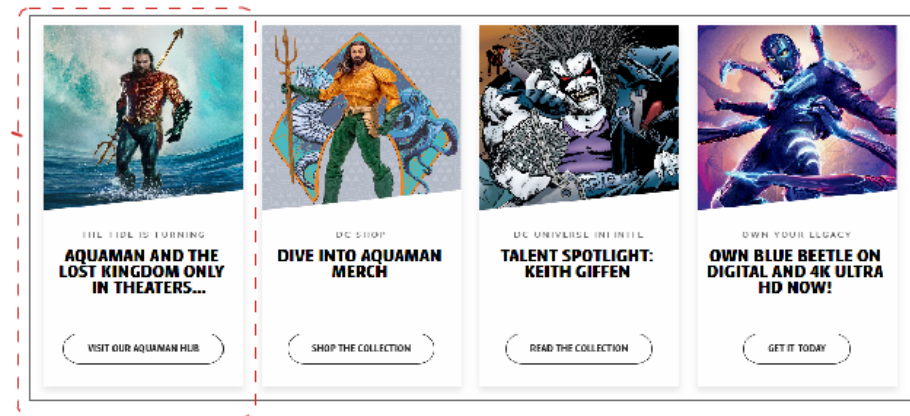 THE TIDE IS TURNING
AQUAMAN AND THE
LOST KINGDOM ONLY
IN THEATERS...
VISIT OUR AQUAMAN HUB
DC SHOP
DIVE INTO AQUAMAN
MERCH
SHOP THE COLLECTION
DC UNIVERSE INFINITE
TALENT SPOTLIGHT:
KEITH GIFFEN
READ THE COLLECTION
OWN YOUR LEGACY
OWN BLUE BEETLE ON
DIGITAL AND 4K ULTRA
HD NOW!
GET IT TODAY